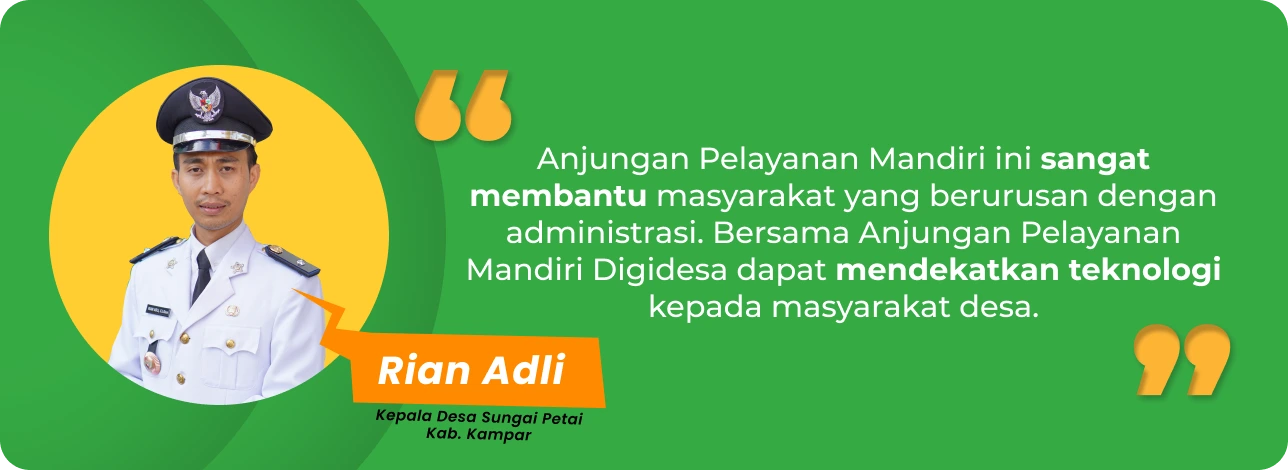 Anjungan Pelayanan Mandiri ini sangat
membantu masyarakat yang berurusan dengan
administrasi. Bersama Anjungan Pelayanan
Mandiri Digidesa dapat mendekatkan teknologi
kepada masyarakat desa.
Rian Adli
Kepala Desa Sungai Petai
Kab. Kampar